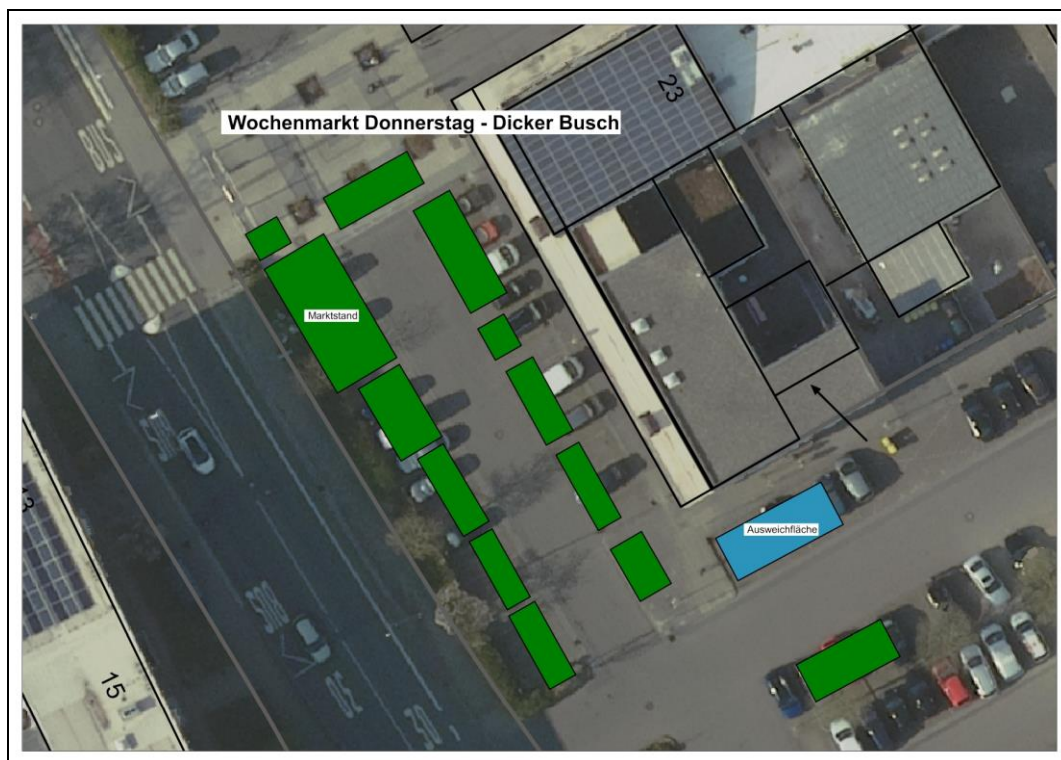 BUS
23
Wochenmarkt Donnerstag - Dicker Busch
Marktstand
13
Ausweichfläche
15